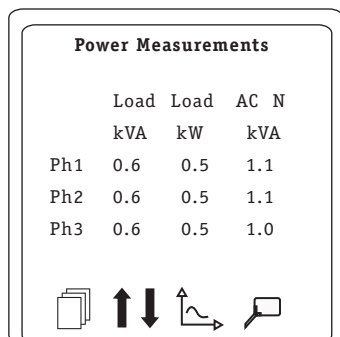 Power Measurements
Load Load AC N
kVA kW kVA
Ph1 0.6 0.5 1.1
Ph2 0.6 0.5 1.1
Ph3 0.6 0.5 1.0